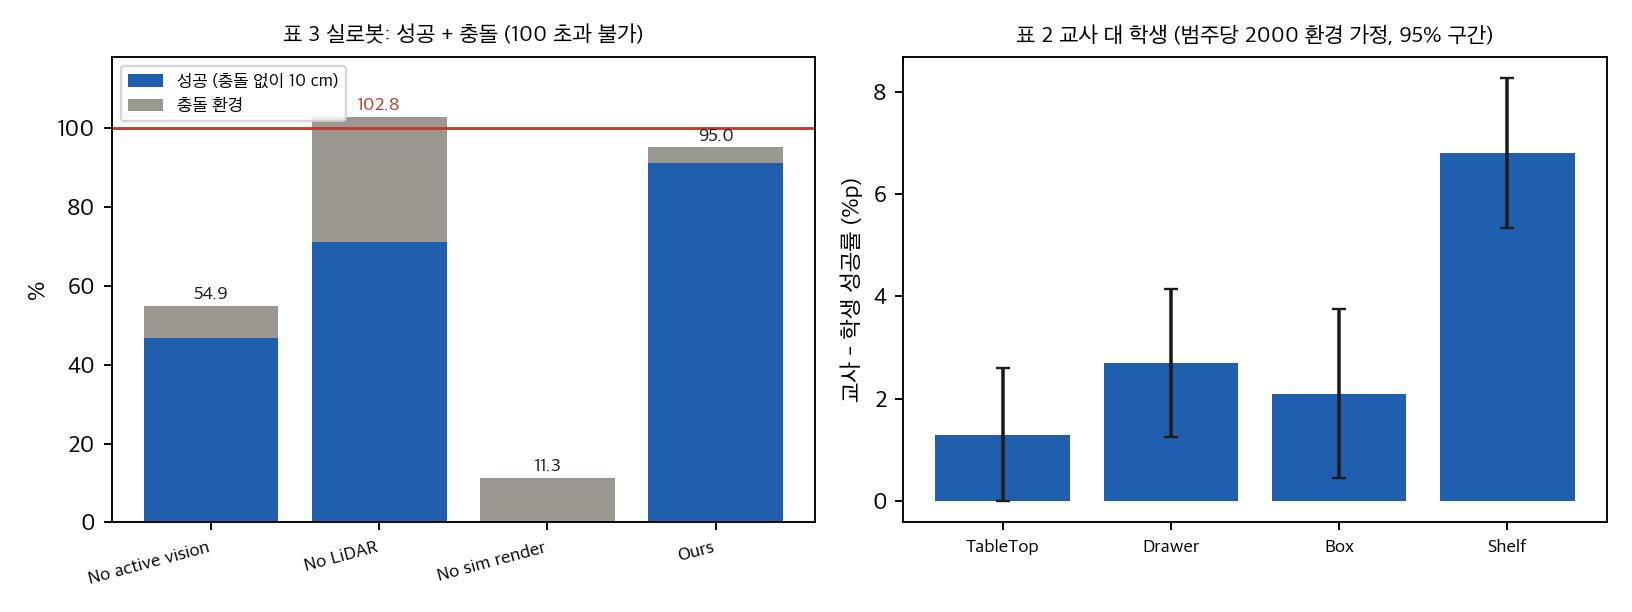 표 3 실로봇: 성공 + 충돌 (100 초과 불가)
성공 (충돌 없이 10 cm)
충돌 환경
%
100
80
60
40
20
0
54.9
102.8
11.3
95.0
No active vision
No LiDAR
No sim render
Ours
표 2 교사 대 학생 (범주당 2000 환경 가정, 95% 구간)
교사 - 학생 성공률 (%p)
8
6
4
2
0
TableTop
Drawer
Box
Shelf